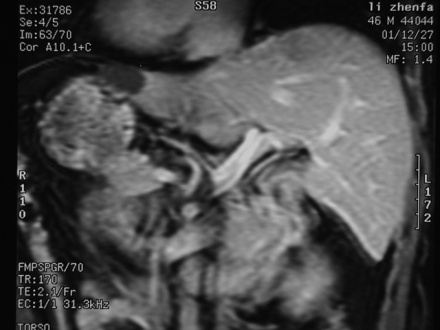 Ex:31786
Se:4/5
Im:63/70
Cor A10.1+C
S58
li zhenfa
46 M 44044
01/12/27
15:00
MF: 1.4
R
1
1
0
L
1
7
2
FMPSPGR/70
TR:170
TE:2.1/Fr
EC:1/1 31.3kHz
TORSO